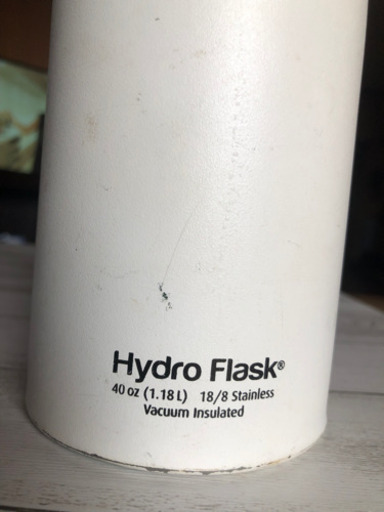 Hydro Flask®
40 oz (1.18 L) 18/8 Stainless
Vacuum Insulated